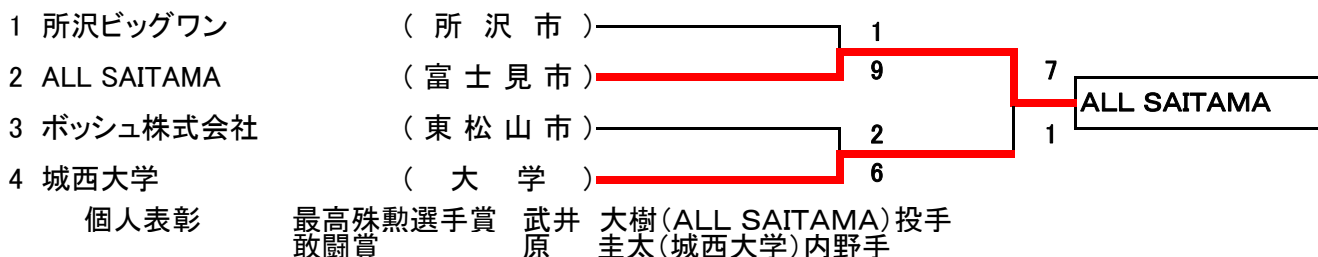 1 所沢ビッグワン (所沢市) 1
2 ALL SAITAMA (富士見市) 9 7
ALL SAITAMA
3 ボッシュ株式会社 (東松山市) 2 1
4 城西大学 (大学) 6
個人表彰 最高殊勲選手賞 武井 大樹(ALL SAITAMA)投手
敢闘賞 原 圭太(城西大学)内野手